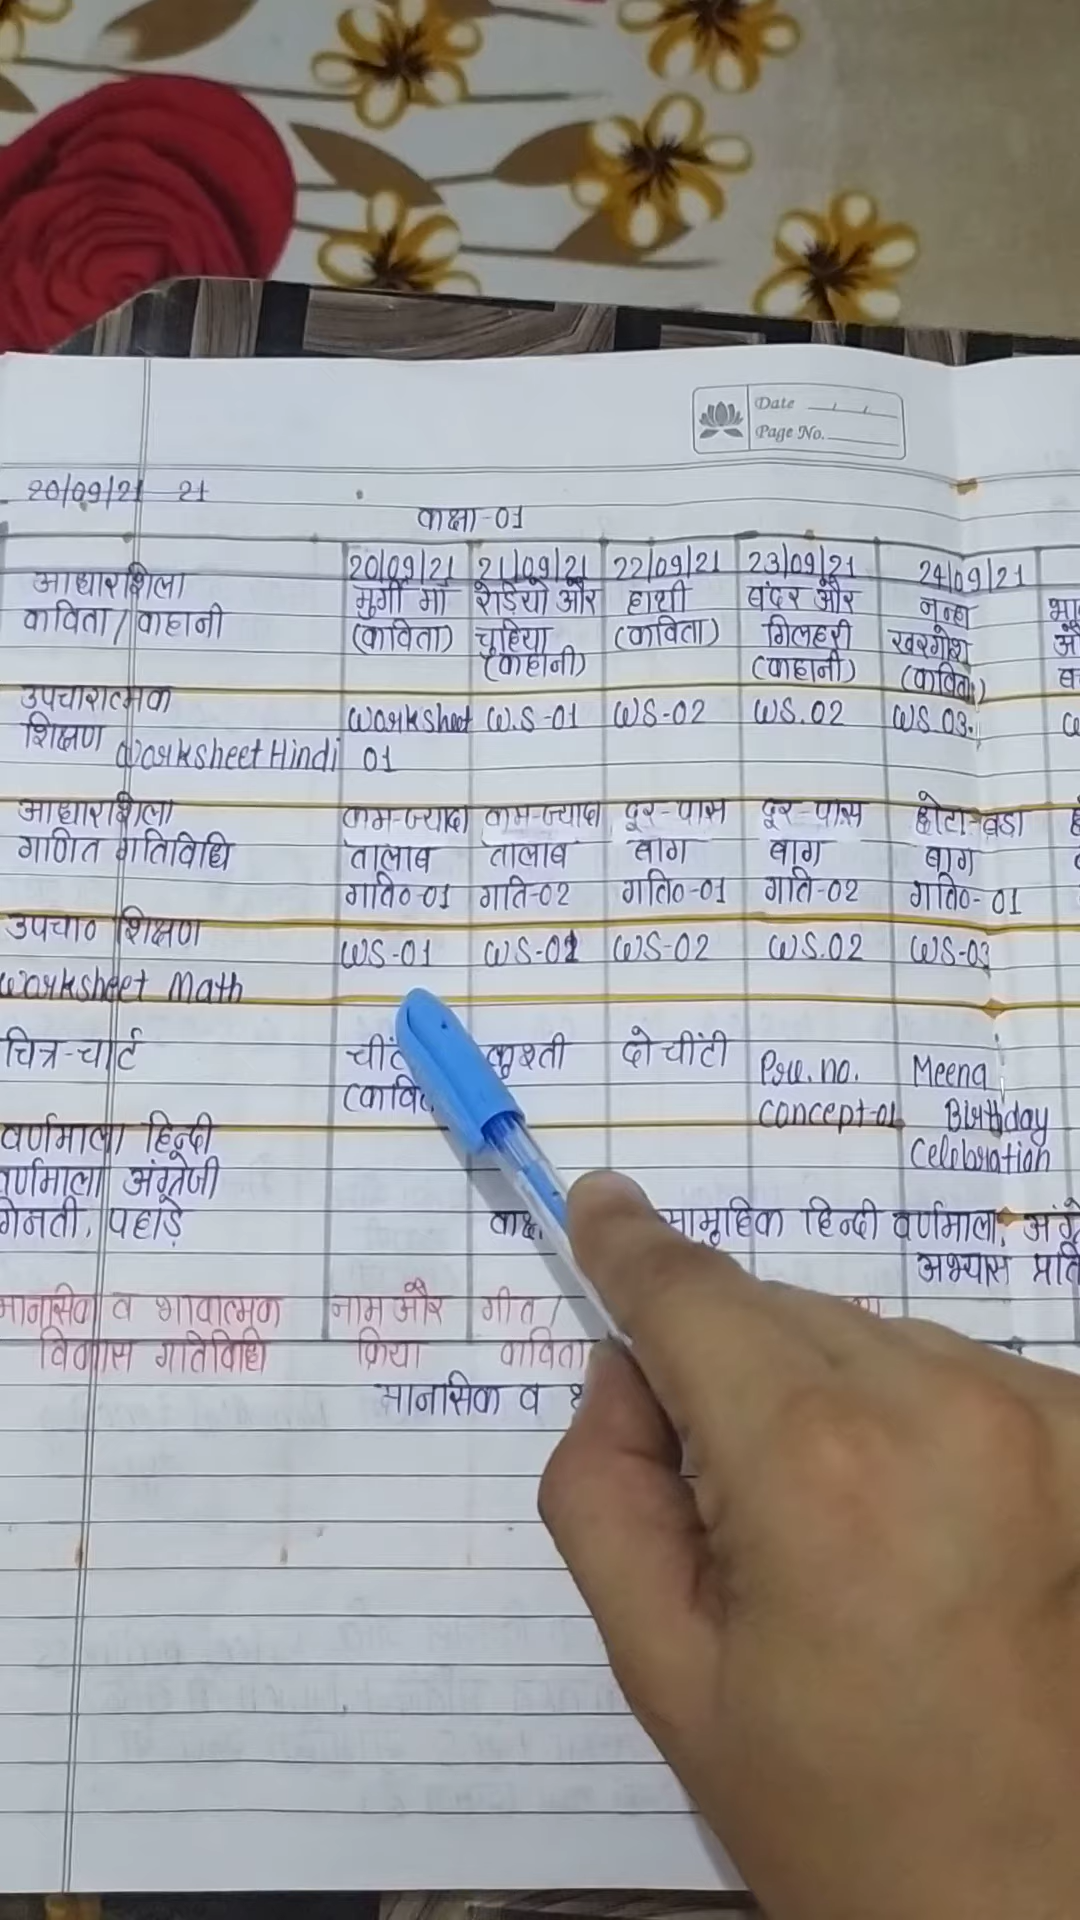 Date
Page No.
20/09/21 21
कक्षा-01
20/09/21 21/09/21 22/09/21 23/09/21 24/09/21
आधारशिला मुर्गी माँ रेडियो और हाथी बंदर और नन्हा
कविता/कहानी (कविता) चुहिया (कविता) गिलहरी खरगोश
(कहानी) (कहानी) (कविता)
उपचारात्मक worksheet W.S-01 WS-02 WS.02 WS.03.
शिक्षण Worksheet Hindi 01
आधारशिला कम-ज्यादा कम-ज्यादा दूर-पास दूर-पास छोटा-बड़ा
गणित गतिविधि तालाब तालाब बाग बाग बाग
गति०-01 गति-02 गति०-01 गति-02 गति०-01
उपचा० शिक्षण WS-01 WS-01 WS-02 WS.02 WS-03
Worksheet Math
चित्र-चार्ट कुश्ती दो चींटी Pre. no. Meena
concept-01 Birthday
Celebration
वर्णमाला हिन्दी
वर्णमाला अंग्रेजी
गिनती, पहाड़े सामूहिक हिन्दी वर्णमाला,
अभ्यास
मानसिक व भावात्मक नाम और गीत/
विकास गतिविधि क्रिया कविता
मानसिक व